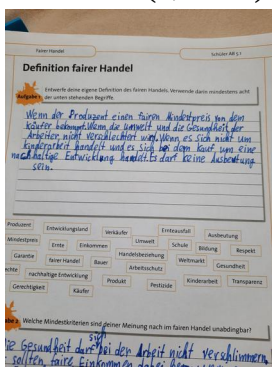 Fairer Handel
Schüler AB 5.1
Definition fairer Handel
Aufgabe 1 Entwerfe deine eigene Definition des fairen Handels. Verwende dazu mindestens acht
der unten stehenden Begriffe
Wenn der Produzent einen fairen Mindestpreis von dem
käufer bekommt. Wenn die umwelt und die Gesundheit der
Arbeiter, nicht verschlechtert wird. Wenn es sich nicht um
kinderarbeit handelt und es sich bei dem kauf, um eine
nachhaltige Entwicklung handelt. Es darf keine Ausbeutung
sein.
Produzent Entwicklungsland Verkäufer Ernteausfall Ausbeutung
Mindestpreis Ernte Einkommen Umwelt Schule Bildung Respekt
Garantie fairer Handel Bauer Handelsbeziehung Weltmarkt Gesundheit
nachhaltige Entwicklung Arbeitsschutz Kinderarbeit Transparenz
Gerechtigkeit Käufer Produkt Pestizide
Welche Mindestkriterien sind deiner Meinung nach im fairen Handel unabdingbar?
Gesundheit darf sich bei der Arbeit nicht verschlimmern.
sollten faire Einkommen dabei